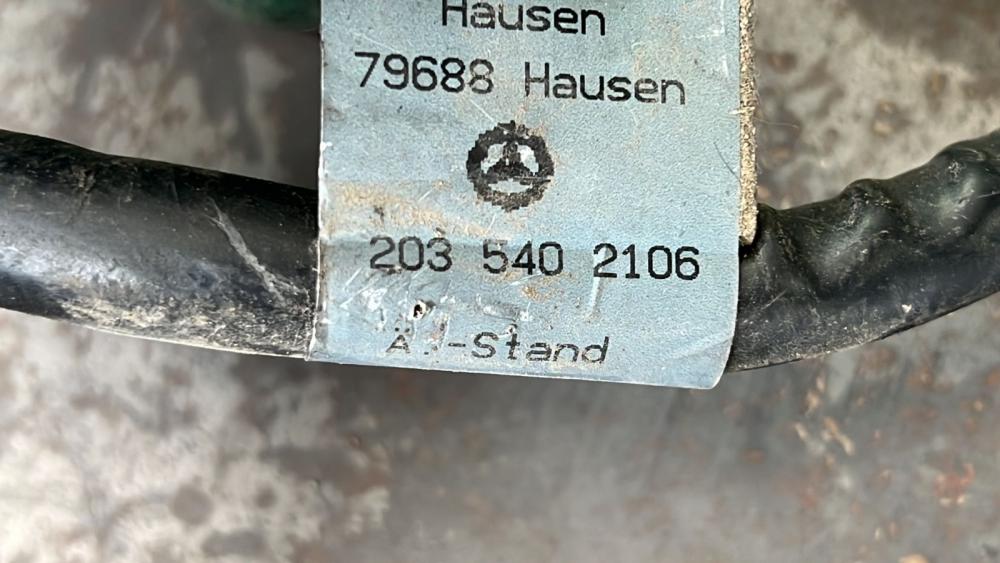 Hausen
79688 Hausen
203 540 2106
-Stand